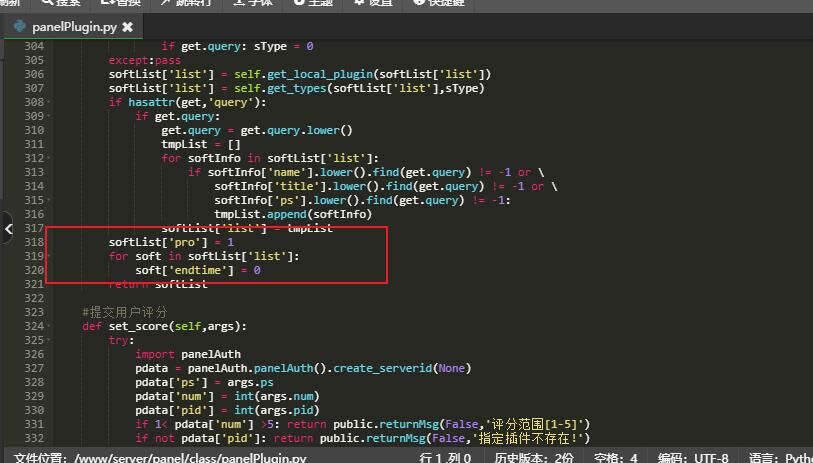 刷新 搜索 替换 跳转行 字体 主题 设置 快捷键
panelPlugin.py
304 if get.query: sType = 0
305 except:pass
306 softList['list'] = self.get_local_plugin(softList['list'])
307 softList['list'] = self.get_types(softList['list'],sType)
308 if hasattr(get,'query'):
309 if get.query:
310 get.query = get.query.lower()
311 tmpList = []
312 for softInfo in softList['list']:
313 if softInfo['name'].lower().find(get.query) != -1 or \
314 softInfo['title'].lower().find(get.query) != -1 or \
315 softInfo['ps'].lower().find(get.query) != -1:
316 tmpList.append(softInfo)
317 softList['list'] = tmpList
318 softList['pro'] = 1
319 for soft in softList['list']:
320 soft['endtime'] = 0
321 return softList
322
323 #提交用户评分
324 def set_score(self,args):
325 try:
326 import panelAuth
327 pdata = panelAuth.panelAuth().create_serverid(None)
328 pdata['ps'] = args.ps
329 pdata['num'] = int(args.num)
330 pdata['pid'] = int(args.pid)
331 if 1< pdata['num'] >5: return public.returnMsg(False,'评分范围[1-5]')
332 if not pdata['pid']: return public.returnMsg(False,'指定插件不存在!')
文件位置: /www/server/panel/class/panelPlugin.py 行 1 ,列 0 历史版本: 2份 空格: 4 编码: UTF-8 语言: Pyth